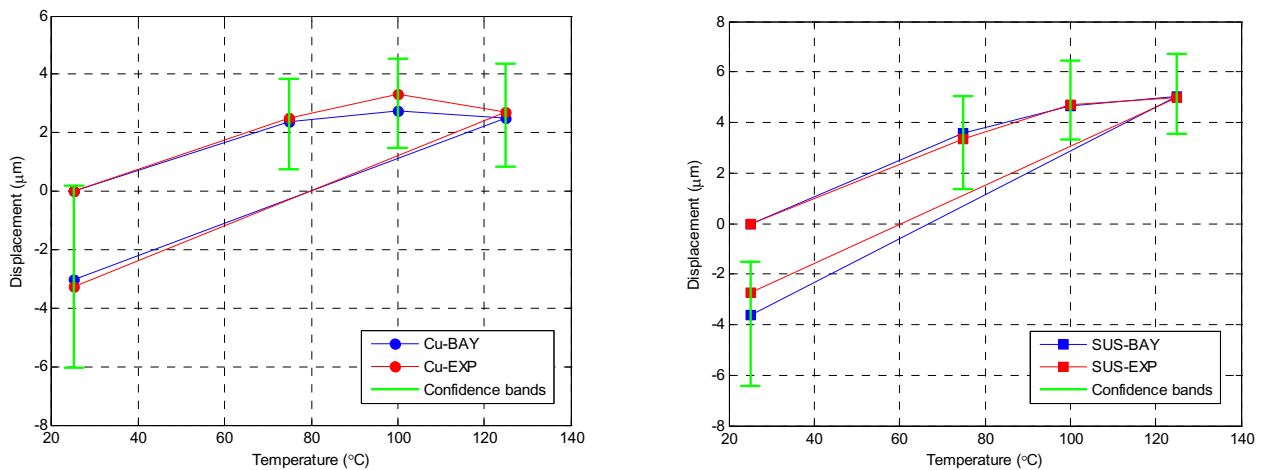 6
4
2
0
-2
-4
-6
-8
Displacement (μm)
20 40 60 80 100 120 140
Temperature (°C)
Cu-BAY
Cu-EXP
Confidence bands
8
6
4
2
0
-2
-4
-6
-8
Displacement (μm)
20 40 60 80 100 120 140
Temperature (°C)
SUS-BAY
SUS-EXP
Confidence bands